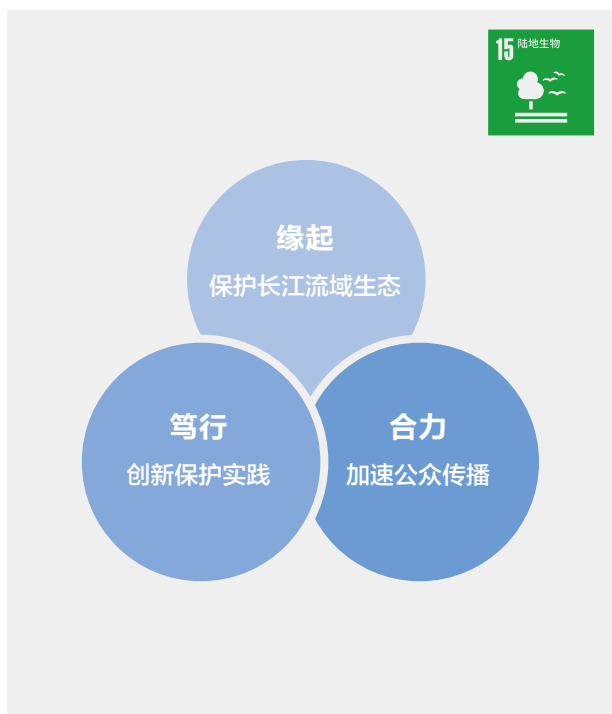 15 陆地生物
缘起
保护长江流域生态
笃行
创新保护实践
合力
加速公众传播